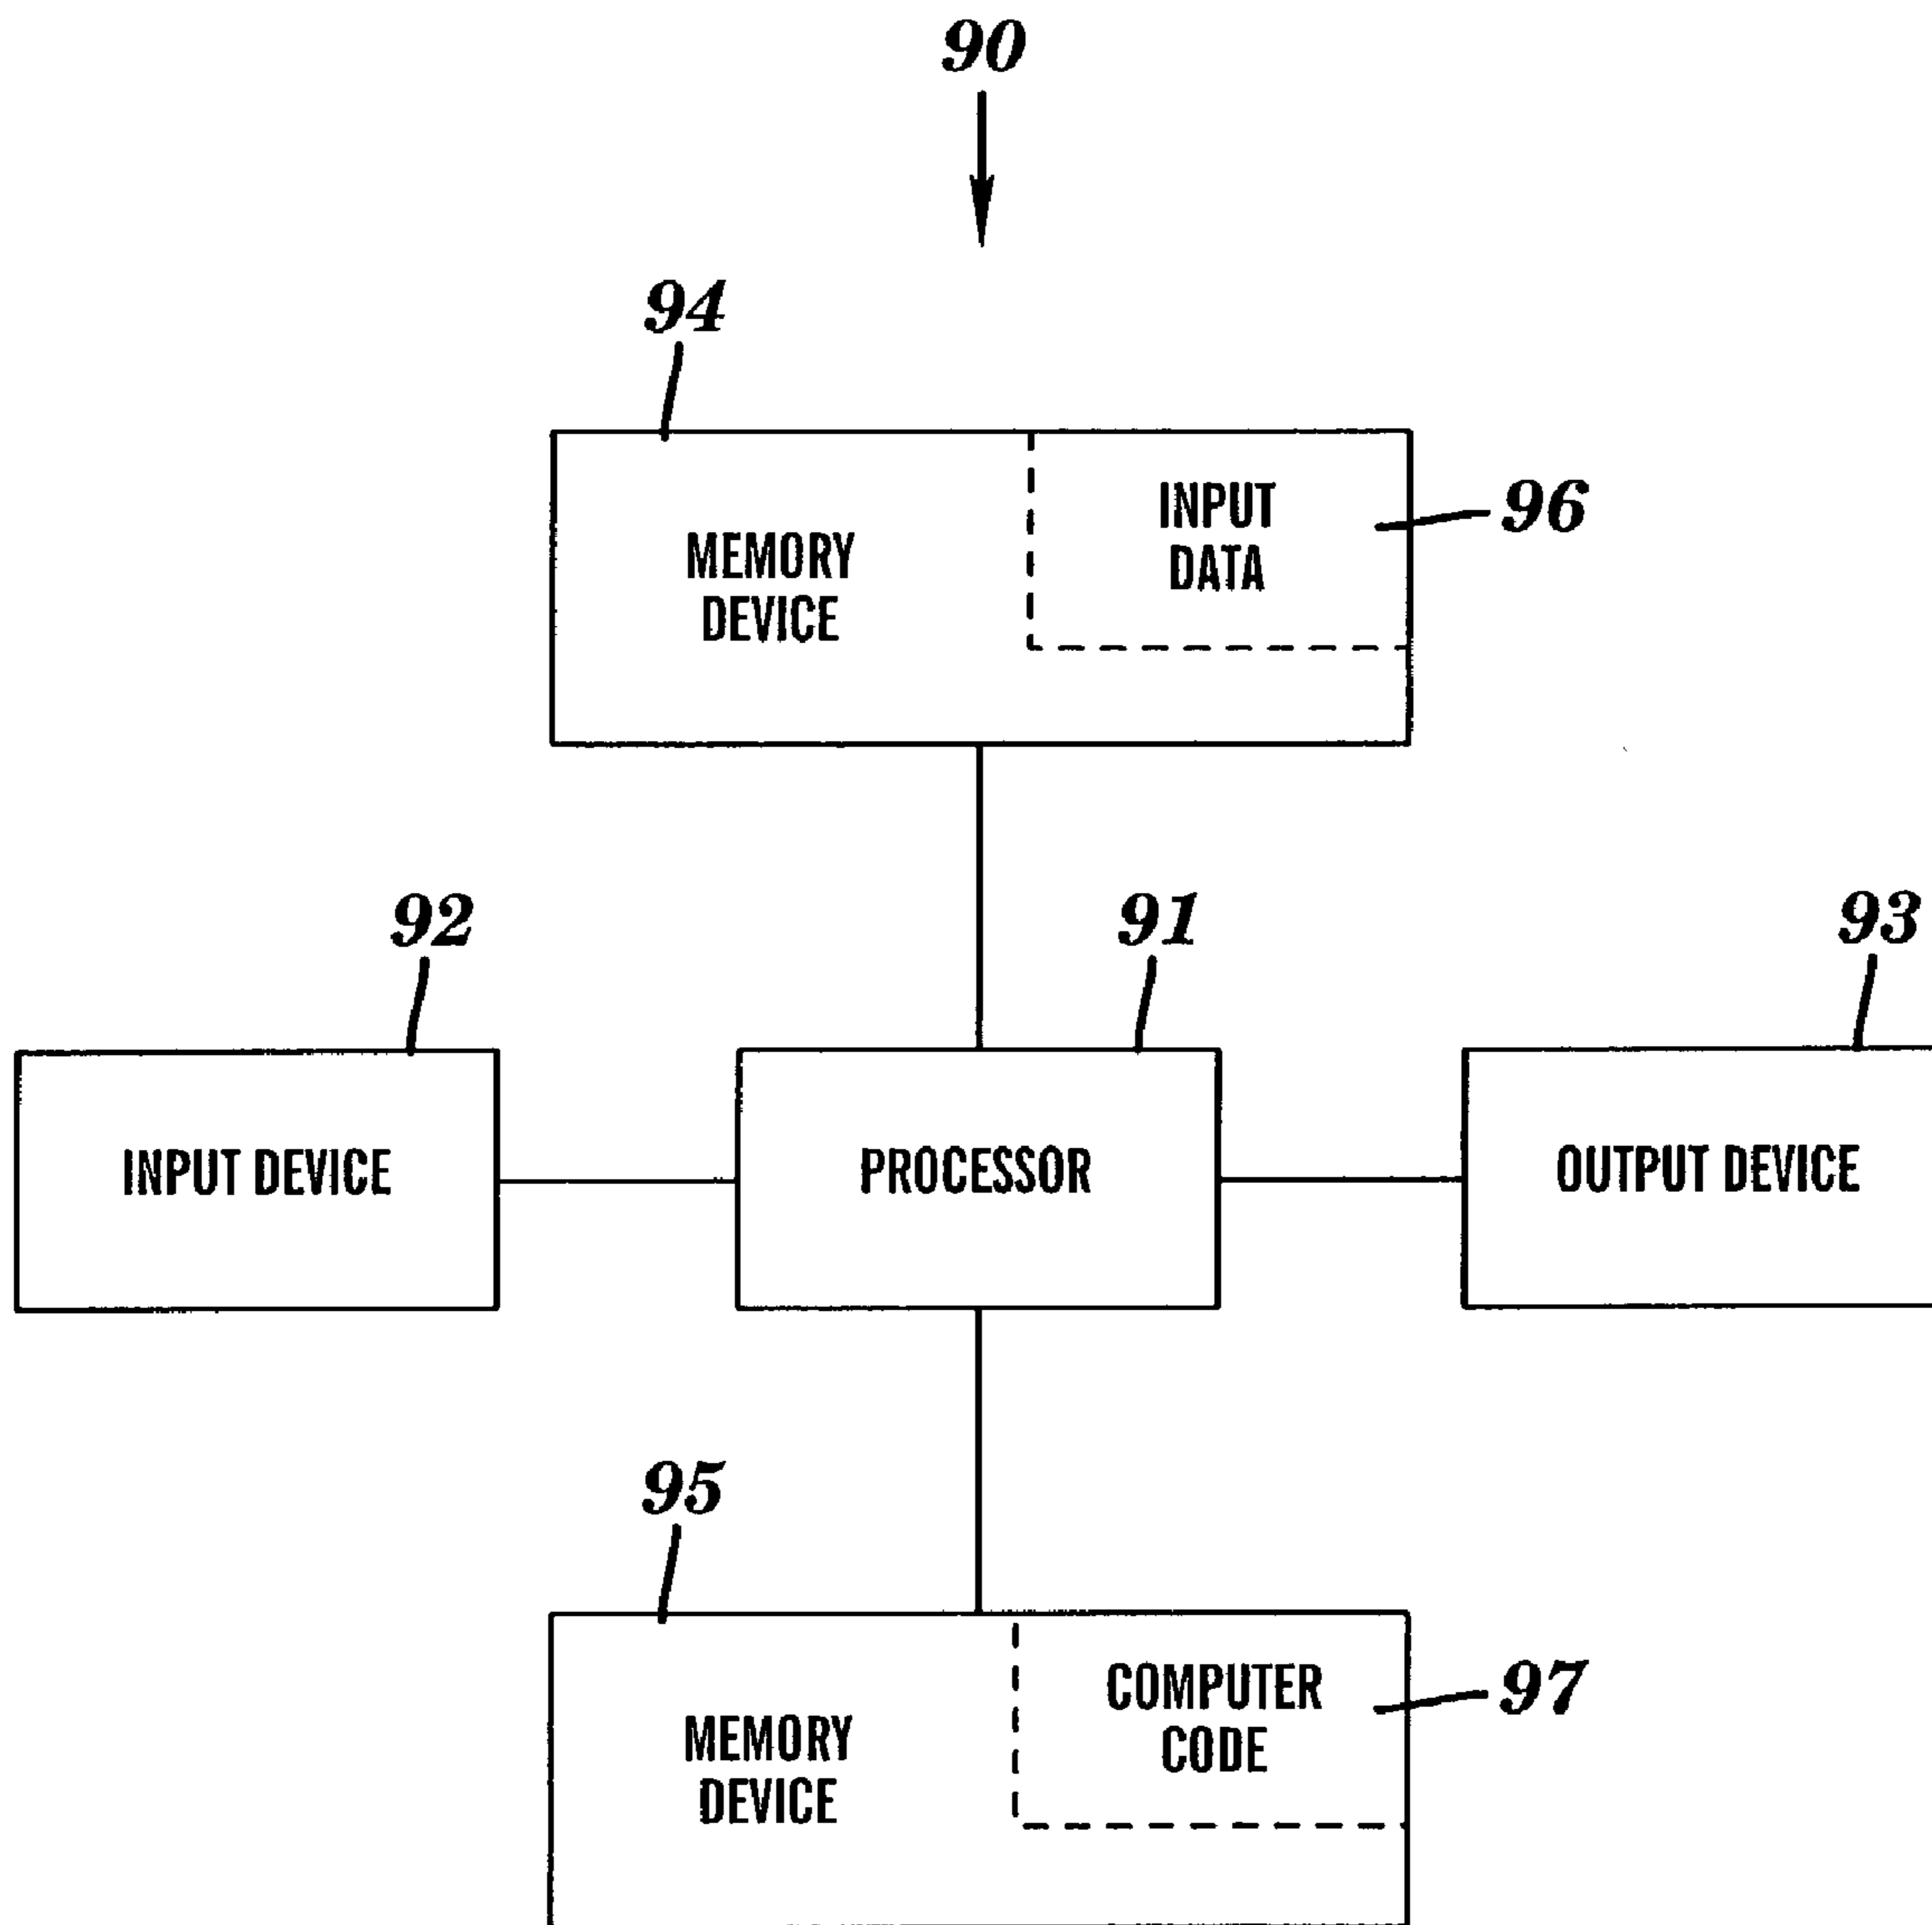 90
94
INPUT
DATA
96
MEMORY
DEVICE
92
91
93
INPUT DEVICE
PROCESSOR
OUTPUT DEVICE
95
COMPUTER
CODE
97
MEMORY
DEVICE